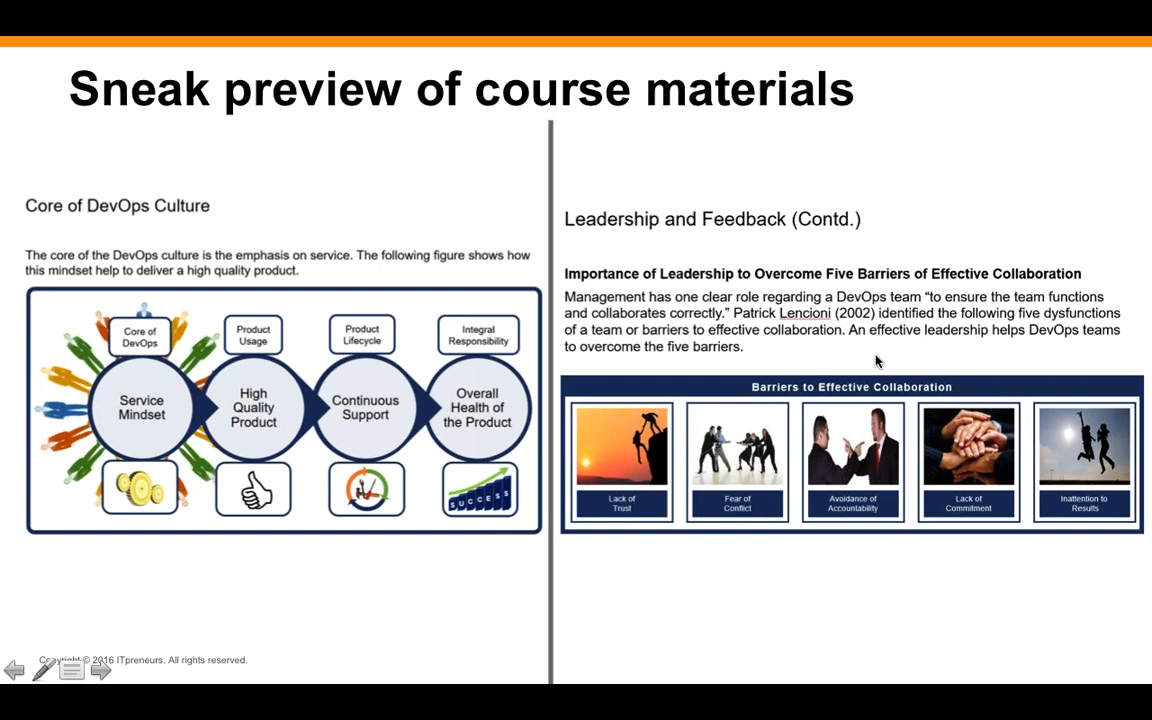 Sneak preview of course materials
Core of DevOps Culture
The core of the DevOps culture is the emphasis on service. The following figure shows how
this mindset help to deliver a high quality product.
Core of
DevOps
Product
Usage
Product
Lifecycle
Integral
Responsibility
Service
Mindset
High
Quality
Product
Continuous
Support
Overall
Health of
the Product
SUCCESS
Leadership and Feedback (Contd.)
Importance of Leadership to Overcome Five Barriers of Effective Collaboration
Management has one clear role regarding a DevOps team “to ensure the team functions
and collaborates correctly.” Patrick Lencioni (2002) identified the following five dysfunctions
of a team or barriers to effective collaboration. An effective leadership helps DevOps teams
to overcome the five barriers.
Barriers to Effective Collaboration
Lack of
Trust
Fear of
Conflict
Avoidance of
Accountability
Lack of
Commitment
Inattention to
Results
Copyright © 2016 ITpreneurs. All rights reserved.